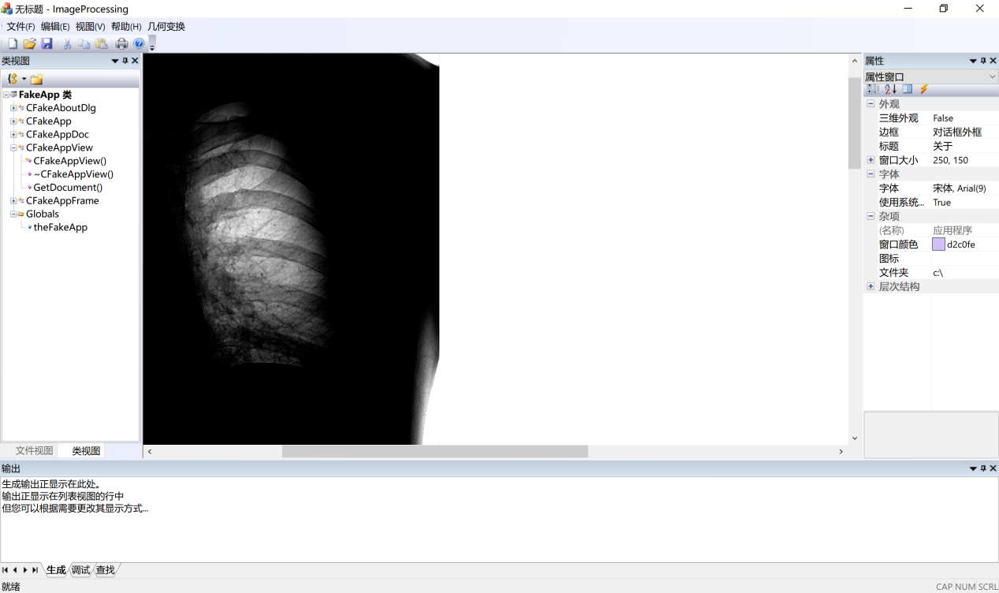 无标题 - ImageProcessing
文件(F) 编辑(E) 视图(V) 帮助(H) 几何变换
类视图
FakeApp 类
CFakeAboutDlg
CFakeApp
CFakeAppDoc
CFakeAppView
CFakeAppView()
~CFakeAppView()
GetDocument()
CFakeAppFrame
Globals
theFakeApp
文件视图 类视图
属性
属性窗口
外观
三维外观 False
边框 对话框外框
标题 关于
窗口大小 250, 150
字体
字体 宋体, Arial(9)
使用系统... True
杂项
(名称) 应用程序
窗口颜色 d2c0fe
图标
文件夹 c:\
层次结构
输出
生成输出正显示在此处。
输出正显示在列表视图的行中
但您可以根据需要更改其显示方式...
生成 调试 查找
就绪
CAP NUM SCRL